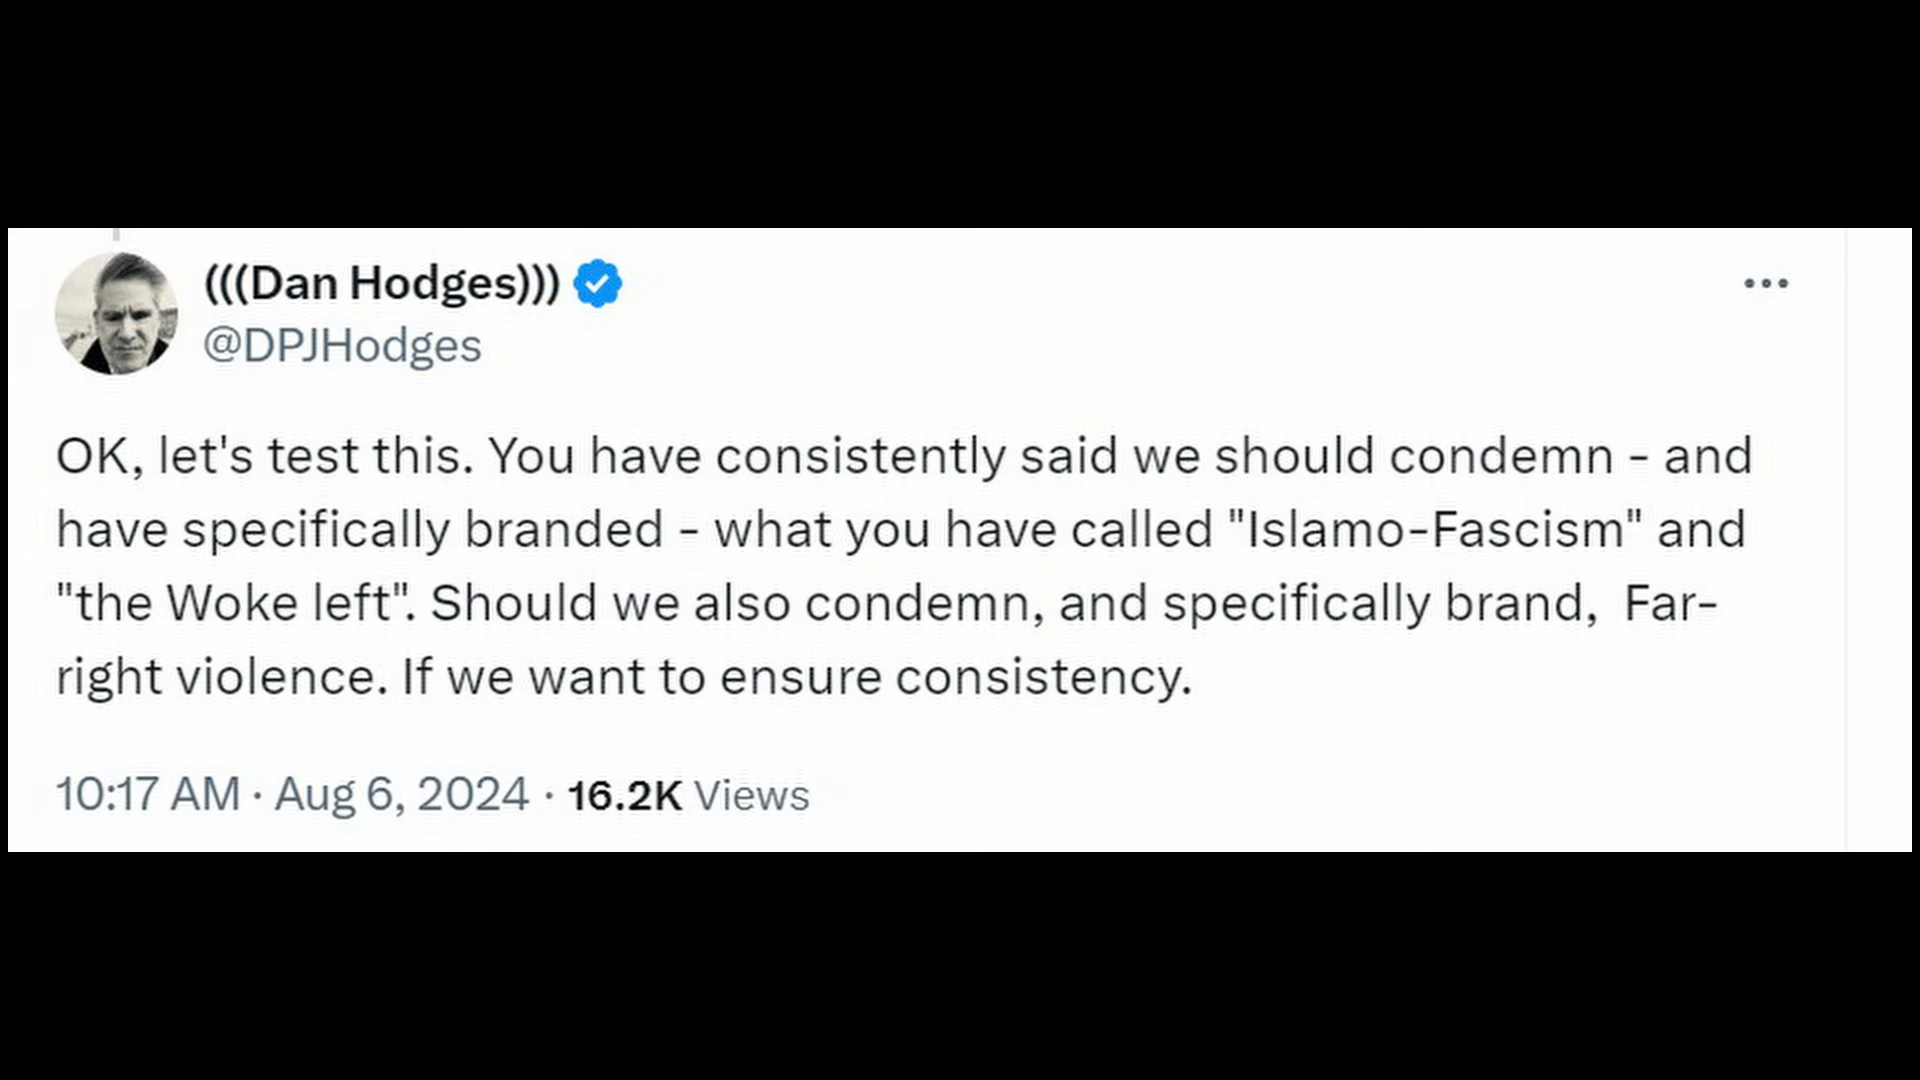 (((Dan Hodges)))
@DPJHodges
OK, let's test this. You have consistently said we should condemn - and
have specifically branded - what you have called "Islamo-Fascism" and
"the Woke left". Should we also condemn, and specifically brand,  Far-
right violence. If we want to ensure consistency.
10:17 AM · Aug 6, 2024 · 16.2K Views